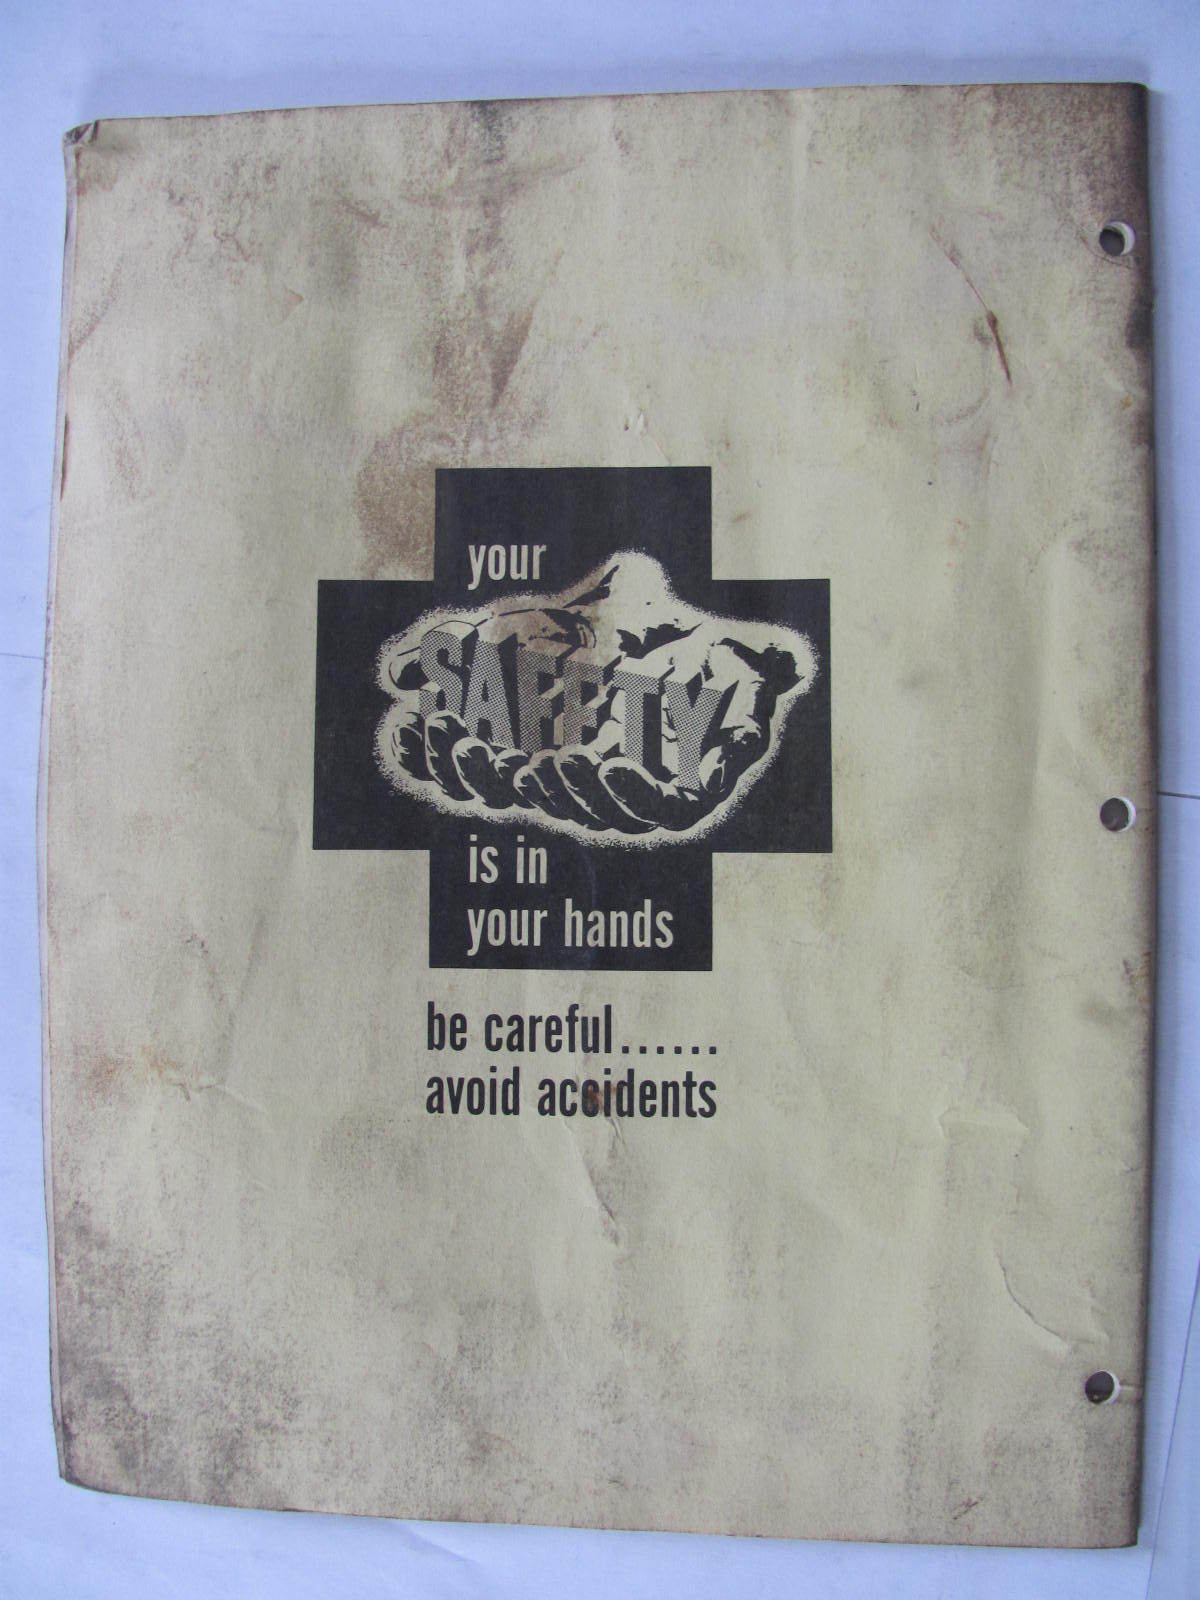 your
SAFETY
is in
your hands
be careful......
avoid accidents